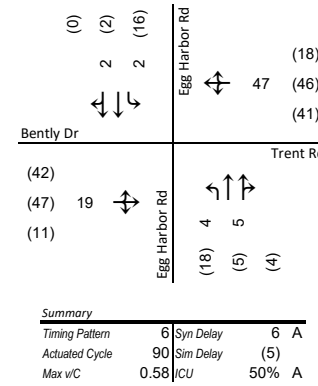 (0) (2) (16)
2 2
Egg Harbor Rd
47
(18)
(46)
(41)
Bently Dr
Trent R
(42)
(47) 19
(11)
Egg Harbor Rd
4 5
(18) (5) (4)
Summary
Timing Pattern 6 Syn Delay 6 A
Actuated Cycle 90 Sim Delay (5)
Max v/C 0.58 ICU 50% A